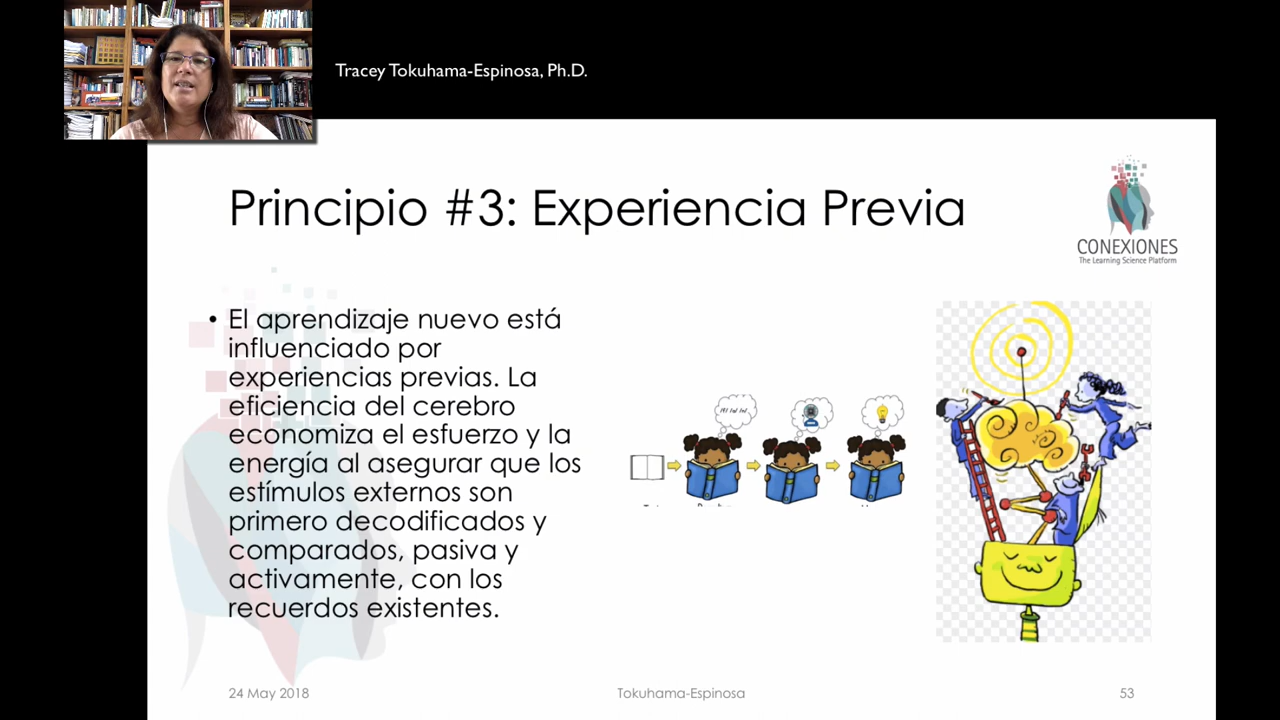 Tracey Tokuhama-Espinosa, Ph.D.
Principio #3: Experiencia Previa
CONEXIONES
The Learning Science Platform
• El aprendizaje nuevo está
influenciado por
experiencias previas. La
eficiencia del cerebro
economiza el esfuerzo y la
energía al asegurar que los
estímulos externos son
primero decodificados y
comparados, pasiva y
activamente, con los
recuerdos existentes.
24 May 2018
Tokuhama-Espinosa
53